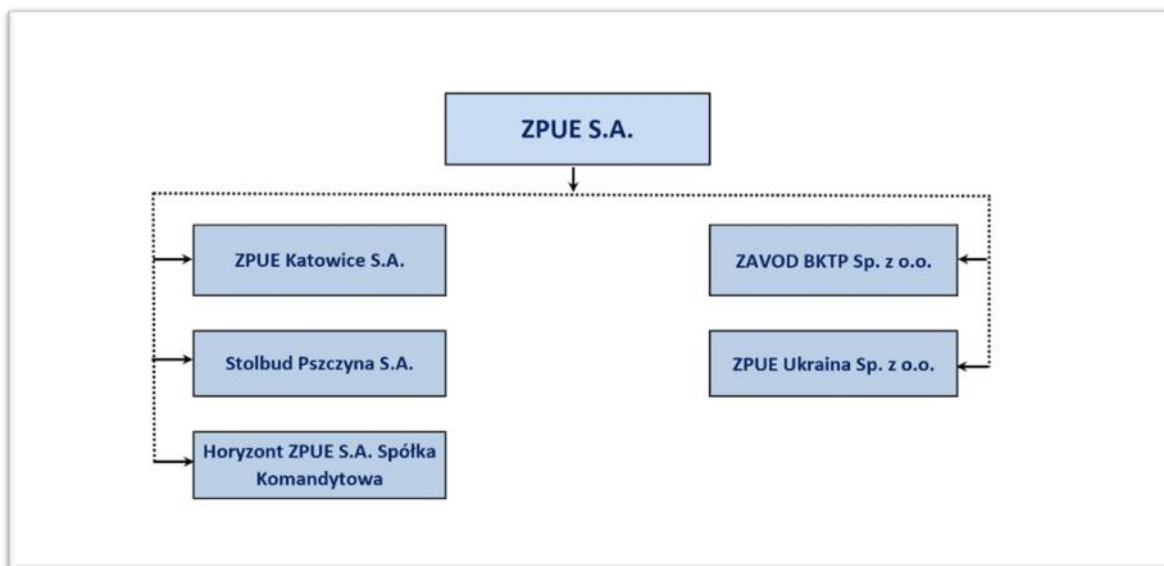 ZPUE S.A.
ZPUE Katowice S.A.
ZAVOD BKTP Sp. z o.o.
Stolbud Pszczyna S.A.
ZPUE Ukraina Sp. z o.o.
Horyzont ZPUE S.A. Spółka
Komandytowa